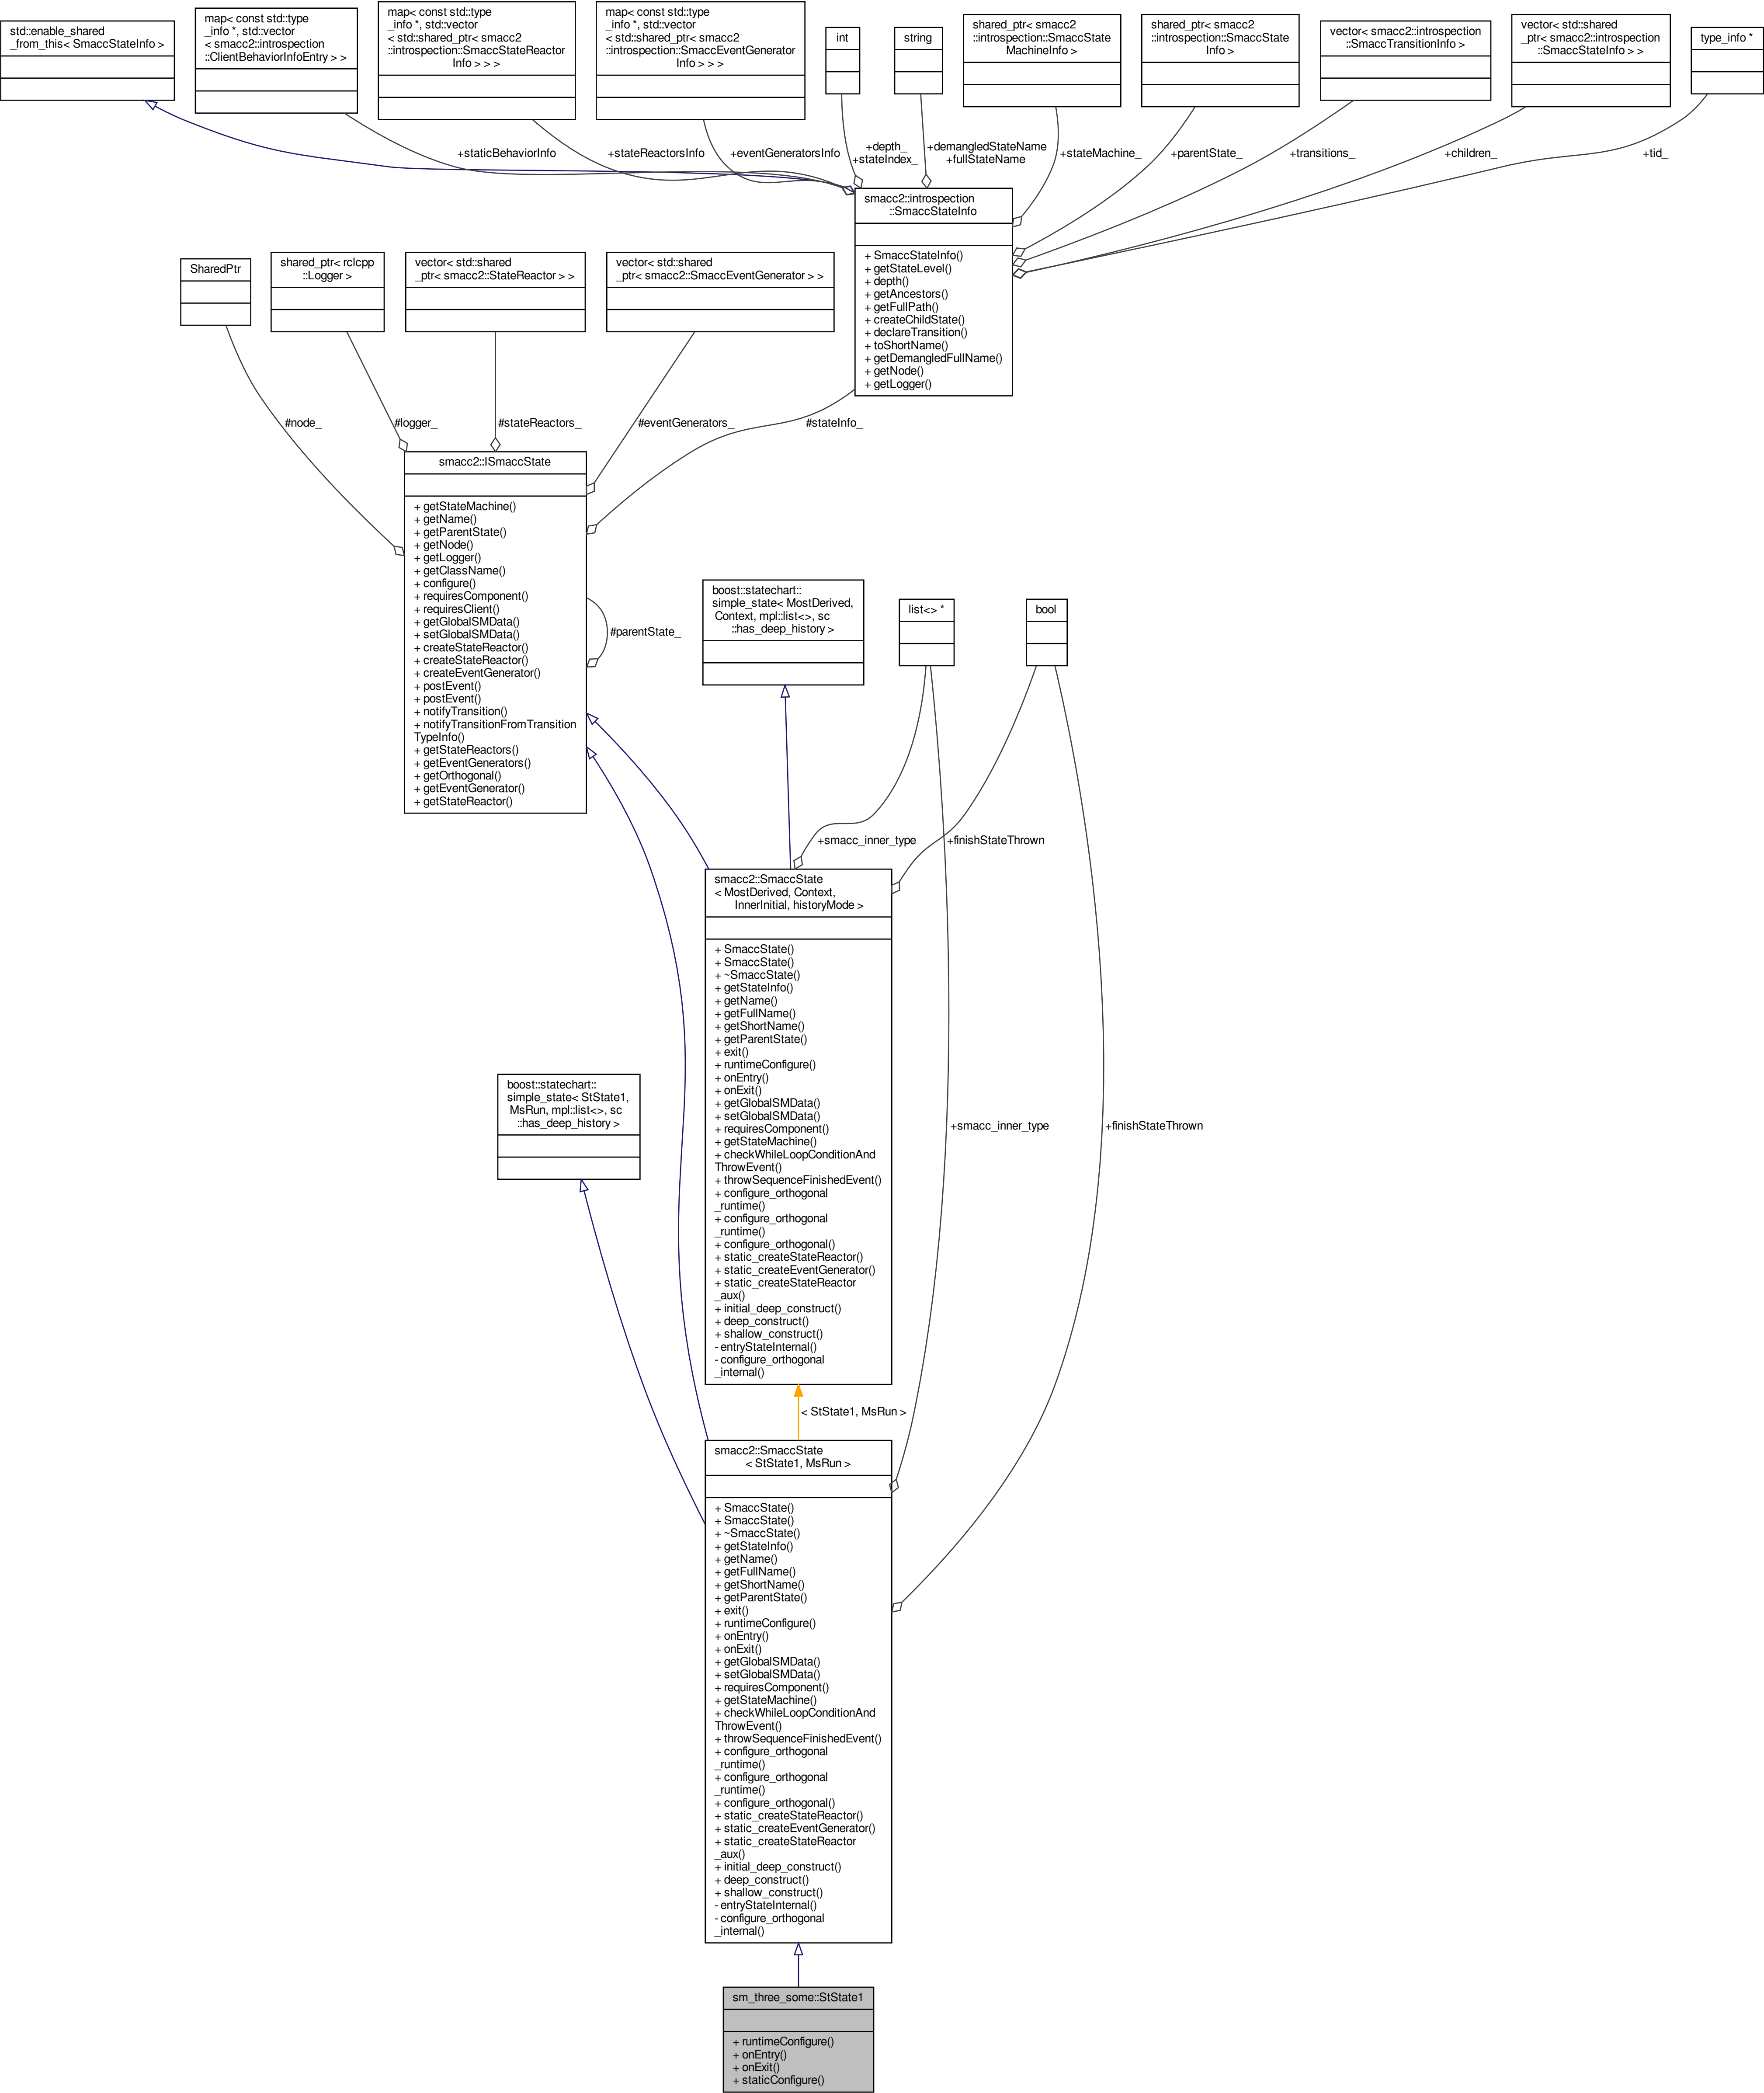 std::enable_shared
_from_this< SmaccStateInfo >
map< const std::type
_info *, std::vector
< smacc2::introspection
::ClientBehaviorInfoEntry > >
map< const std::type
_info *, std::vector
< std::shared_ptr< smacc2
::introspection::SmaccStateReactor
Info > > >
map< const std::type
_info *, std::vector
< std::shared_ptr< smacc2
::introspection::SmaccEventGenerator
Info > > >
int
string
shared_ptr< smacc2
::introspection::SmaccState
MachineInfo >
shared_ptr< smacc2
::introspection::SmaccState
Info >
vector< smacc2::introspection
::SmaccTransitionInfo >
vector< std::shared
_ptr< smacc2::introspection
::SmaccStateInfo > >
type_info *
+staticBehaviorInfo
+stateReactorsInfo
+eventGeneratorsInfo
+depth_
+stateIndex_
+demangledStateName
+fullStateName
+stateMachine_
+parentState_
+transitions_
+children_
+tid_
smacc2::introspection
::SmaccStateInfo
+ SmaccStateInfo()
+ getStateLevel()
+ depth()
+ getAncestors()
+ getFullPath()
+ createChildState()
+ declareTransition()
+ toShortName()
+ getDemangledFullName()
+ getNode()
+ getLogger()
SharedPtr
shared_ptr< rclcpp
::Logger >
vector< std::shared
_ptr< smacc2::StateReactor > >
vector< std::shared
_ptr< smacc2::SmaccEventGenerator > >
#node_
#logger_
#stateReactors_
#eventGenerators_
#stateInfo_
smacc2::ISmaccState
+ getStateMachine()
+ getName()
+ getParentState()
+ getNode()
+ getLogger()
+ getClassName()
+ configure()
+ requiresComponent()
+ requiresClient()
+ getGlobalSMData()
+ setGlobalSMData()
+ createStateReactor()
+ createStateReactor()
+ createEventGenerator()
+ postEvent()
+ postEvent()
+ notifyTransition()
+ notifyTransitionFromTransition
TypeInfo()
+ getStateReactors()
+ getEventGenerators()
+ getOrthogonal()
+ getEventGenerator()
+ getStateReactor()
#parentState_
boost::statechart::
simple_state< MostDerived,
Context, mpl::list<>, sc
::has_deep_history >
list<> *
bool
+smacc_inner_type
+finishStateThrown
smacc2::SmaccState
< MostDerived, Context,
InnerInitial, historyMode >
+ SmaccState()
+ SmaccState()
+ ~SmaccState()
+ getStateInfo()
+ getName()
+ getFullName()
+ getShortName()
+ getParentState()
+ exit()
+ runtimeConfigure()
+ onEntry()
+ onExit()
+ getGlobalSMData()
+ setGlobalSMData()
+ requiresComponent()
+ getStateMachine()
+ checkWhileLoopConditionAnd
ThrowEvent()
+ throwSequenceFinishedEvent()
+ configure_orthogonal
_runtime()
+ configure_orthogonal
_runtime()
+ configure_orthogonal()
+ static_createStateReactor()
+ static_createEventGenerator()
+ static_createStateReactor
_aux()
+ initial_deep_construct()
+ deep_construct()
+ shallow_construct()
- entryStateInternal()
- configure_orthogonal
_internal()
boost::statechart::
simple_state< StState1,
MsRun, mpl::list<>, sc
::has_deep_history >
+smacc_inner_type
+finishStateThrown
< StState1, MsRun >
smacc2::SmaccState
< StState1, MsRun >
+ SmaccState()
+ SmaccState()
+ ~SmaccState()
+ getStateInfo()
+ getName()
+ getFullName()
+ getShortName()
+ getParentState()
+ exit()
+ runtimeConfigure()
+ onEntry()
+ onExit()
+ getGlobalSMData()
+ setGlobalSMData()
+ requiresComponent()
+ getStateMachine()
+ checkWhileLoopConditionAnd
ThrowEvent()
+ throwSequenceFinishedEvent()
+ configure_orthogonal
_runtime()
+ configure_orthogonal
_runtime()
+ configure_orthogonal()
+ static_createStateReactor()
+ static_createEventGenerator()
+ static_createStateReactor
_aux()
+ initial_deep_construct()
+ deep_construct()
+ shallow_construct()
- entryStateInternal()
- configure_orthogonal
_internal()
sm_three_some::StState1
+ runtimeConfigure()
+ onEntry()
+ onExit()
+ staticConfigure()